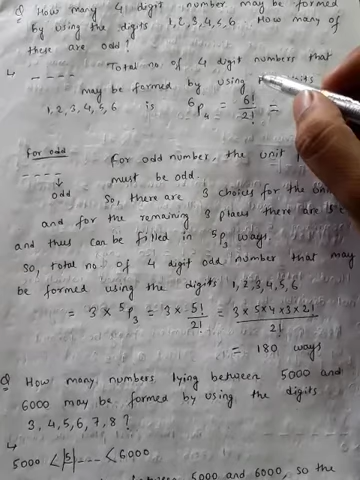 Q How many 4 digit number may be formed
by using the digits 1,2,3,4,5,6 How many of
these are odd?
↳ ---- Total no. of 4 digit numbers that
may be formed by using
1,2,3,4,5,6 is ⁶P₄ = 6!/2! =
For odd For odd number, the unit
---- must be odd.
↓
odd So, there are 3 choices for the
and for the remaining 3 places there are 5
and thus can be filled in ⁵P₃ ways.
So, total no. of 4 digit odd number that may
be formed using the digits 1,2,3,4,5,6
= 3 × ⁵P₃ = 3 × 5!/2! = 3×5×4×3×2!/2!
= 180 ways
Q How many numbers lying between 5000 and
6000 may be formed by using the digits
3,4,5,6,7,8?
↳
5000 < 5 --- < 6000
5000 and 6000, so the